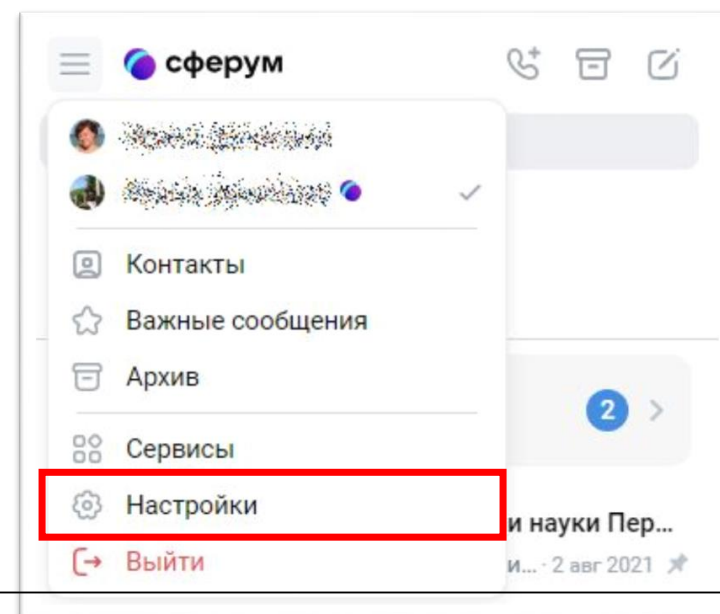 сферум
Контакты
Важные сообщения
Архив
2
Сервисы
Настройки
и науки Пер...
Выйти
и... · 2 авг 2021